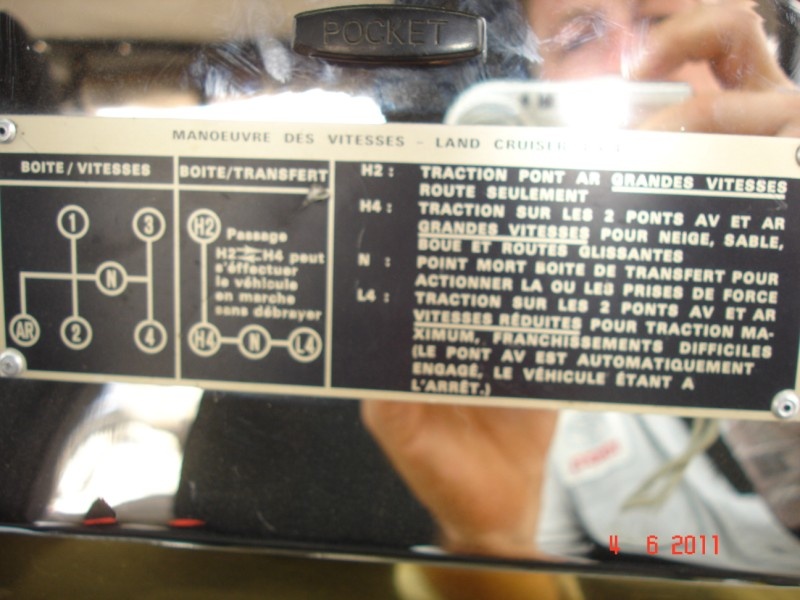 POCKET
MANOEUVRE DES VITESSES - LAND CRUISER
BOITE / VITESSES
1
3
N
AR
2
4
BOITE/TRANSFERT
H2
Passage
H2 ⇄ H4 peut
s'éffectuer
le véhicule
en marche
sans débrayer
H4
N
L4
H2 : TRACTION PONT AR GRANDES VITESSES
ROUTE SEULEMENT
H4 : TRACTION SUR LES 2 PONTS AV ET AR
GRANDES VITESSES POUR NEIGE, SABLE,
BOUE ET ROUTES GLISSANTES
N : POINT MORT BOITE DE TRANSFERT POUR
ACTIONNER LA OU LES PRISES DE FORCE
L4 : TRACTION SUR LES 2 PONTS AV ET AR
VITESSES RÉDUITES POUR TRACTION MA-
XIMUM, FRANCHISSEMENTS DIFFICILES
(LE PONT AV EST AUTOMATIQUEMENT
ENGAGÉ, LE VÉHICULE ÉTANT A
L'ARRÊT.)
4 6 2011